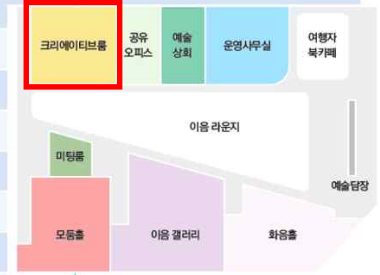 크리에이티브룸
공유
오피스
예술
상회
운영사무실
여행자
북카페
이음 라운지
미팅룸
예술담장
모둠홀
이음 갤러리
화음홀